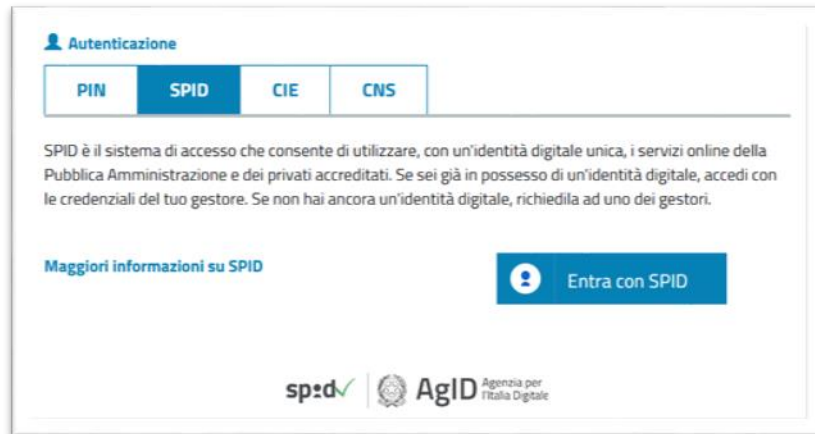 Autenticazione
PIN SPID CIE CNS
SPID è il sistema di accesso che consente di utilizzare, con un'identità digitale unica, i servizi online della
Pubblica Amministrazione e dei privati accreditati. Se sei già in possesso di un'identità digitale, accedi con
le credenziali del tuo gestore. Se non hai ancora un'identità digitale, richiedila ad uno dei gestori.
Maggiori informazioni su SPID
Entra con SPID
spid
AgID Agenzia per
l'Italia Digitale